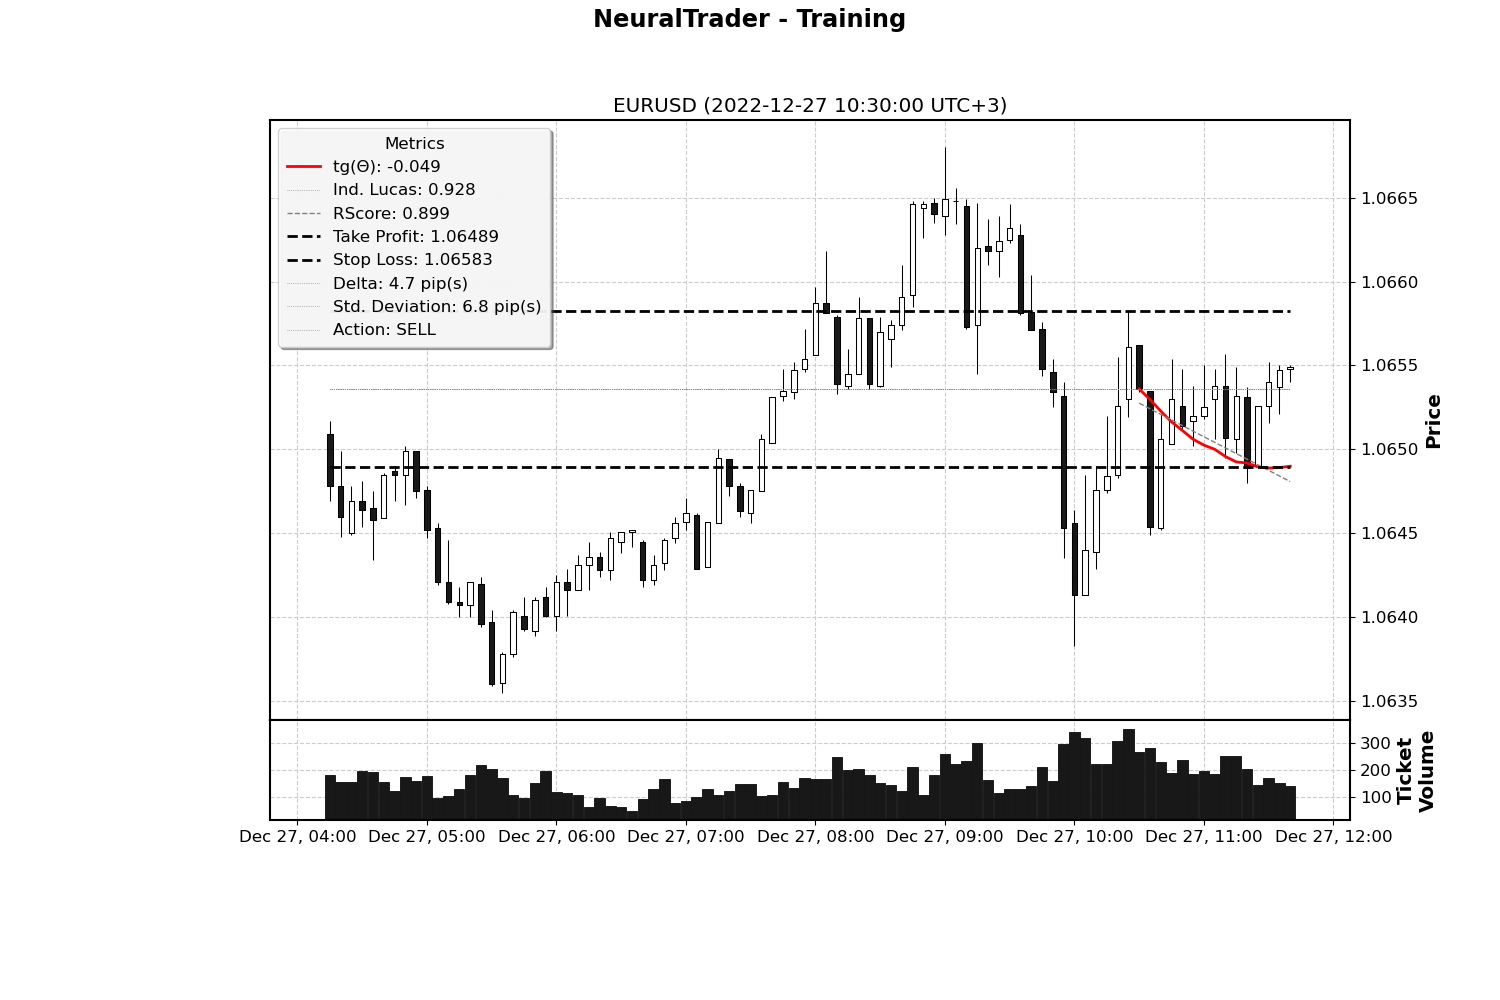 NeuralTrader - Training
EURUSD (2022-12-27 10:30:00 UTC+3)
Metrics
tg(Θ): -0.049
Ind. Lucas: 0.928
RScore: 0.899
Take Profit: 1.06489
Stop Loss: 1.06583
Delta: 4.7 pip(s)
Std. Deviation: 6.8 pip(s)
Action: SELL
1.0665
1.0660
1.0655
1.0650
1.0645
1.0640
1.0635
Price
300
200
100
Ticket
Volume
Dec 27, 04:00 Dec 27, 05:00 Dec 27, 06:00 Dec 27, 07:00 Dec 27, 08:00 Dec 27, 09:00 Dec 27, 10:00 Dec 27, 11:00 Dec 27, 12:00